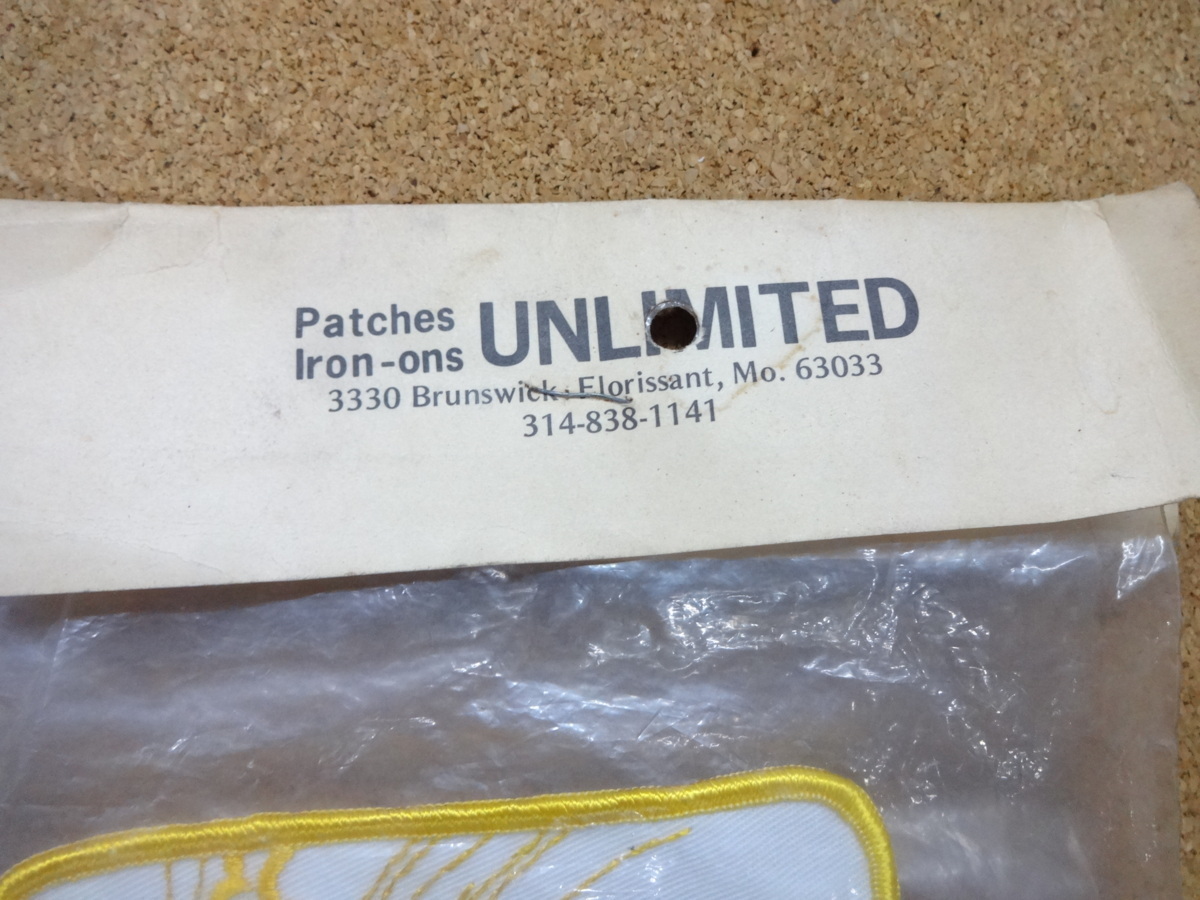 Patches
Iron-ons UNLIMITED
3330 Brunswick · Florissant, Mo. 63033
314-838-1141